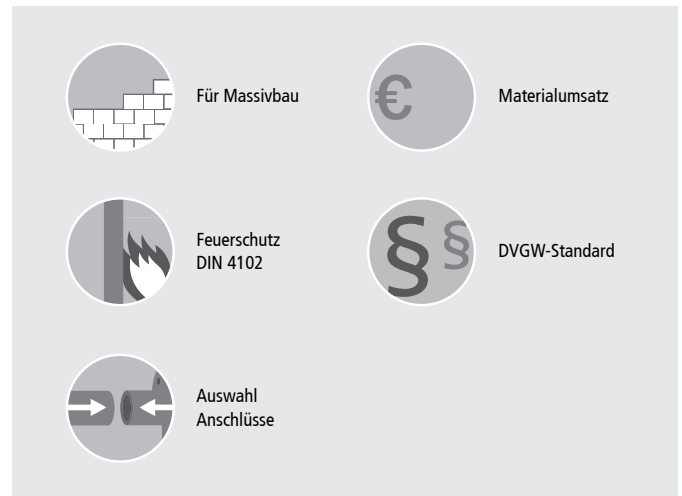 Für Massivbau
€
Materialumsatz
Feuerschutz
DIN 4102
§ §
DVGW-Standard
Auswahl
Anschlüsse